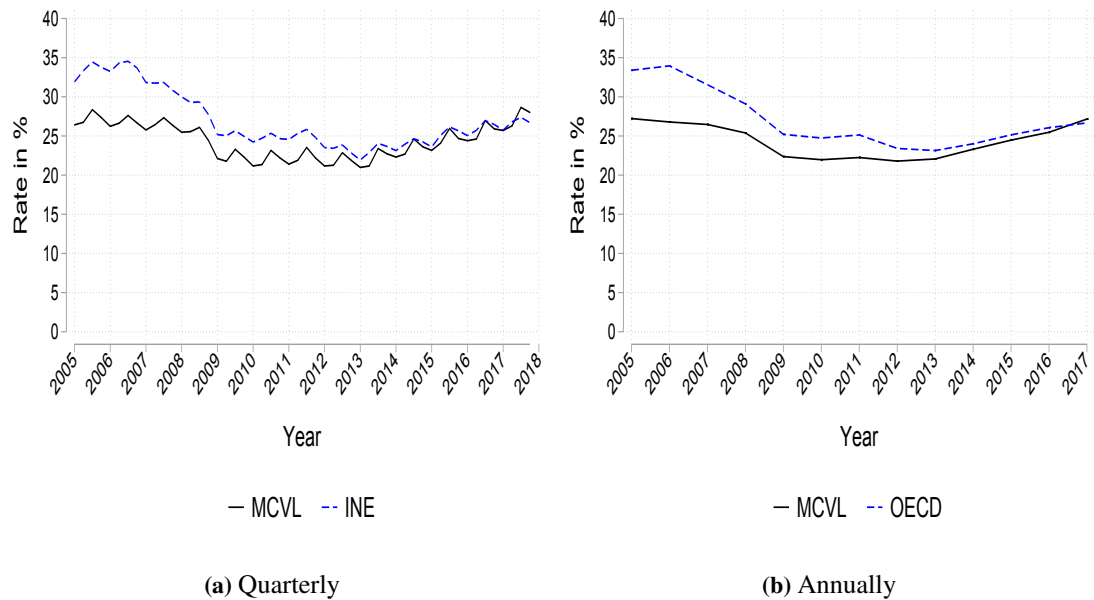 40
35
30
25
20
15
10
5
0
Rate in %
2005 2006 2007 2008 2009 2010 2011 2012 2013 2014 2015 2016 2017 2018
Year
MCVL INE
(a) Quarterly
40
35
30
25
20
15
10
5
0
Rate in %
2005 2006 2007 2008 2009 2010 2011 2012 2013 2014 2015 2016 2017
Year
MCVL OECD
(b) Annually